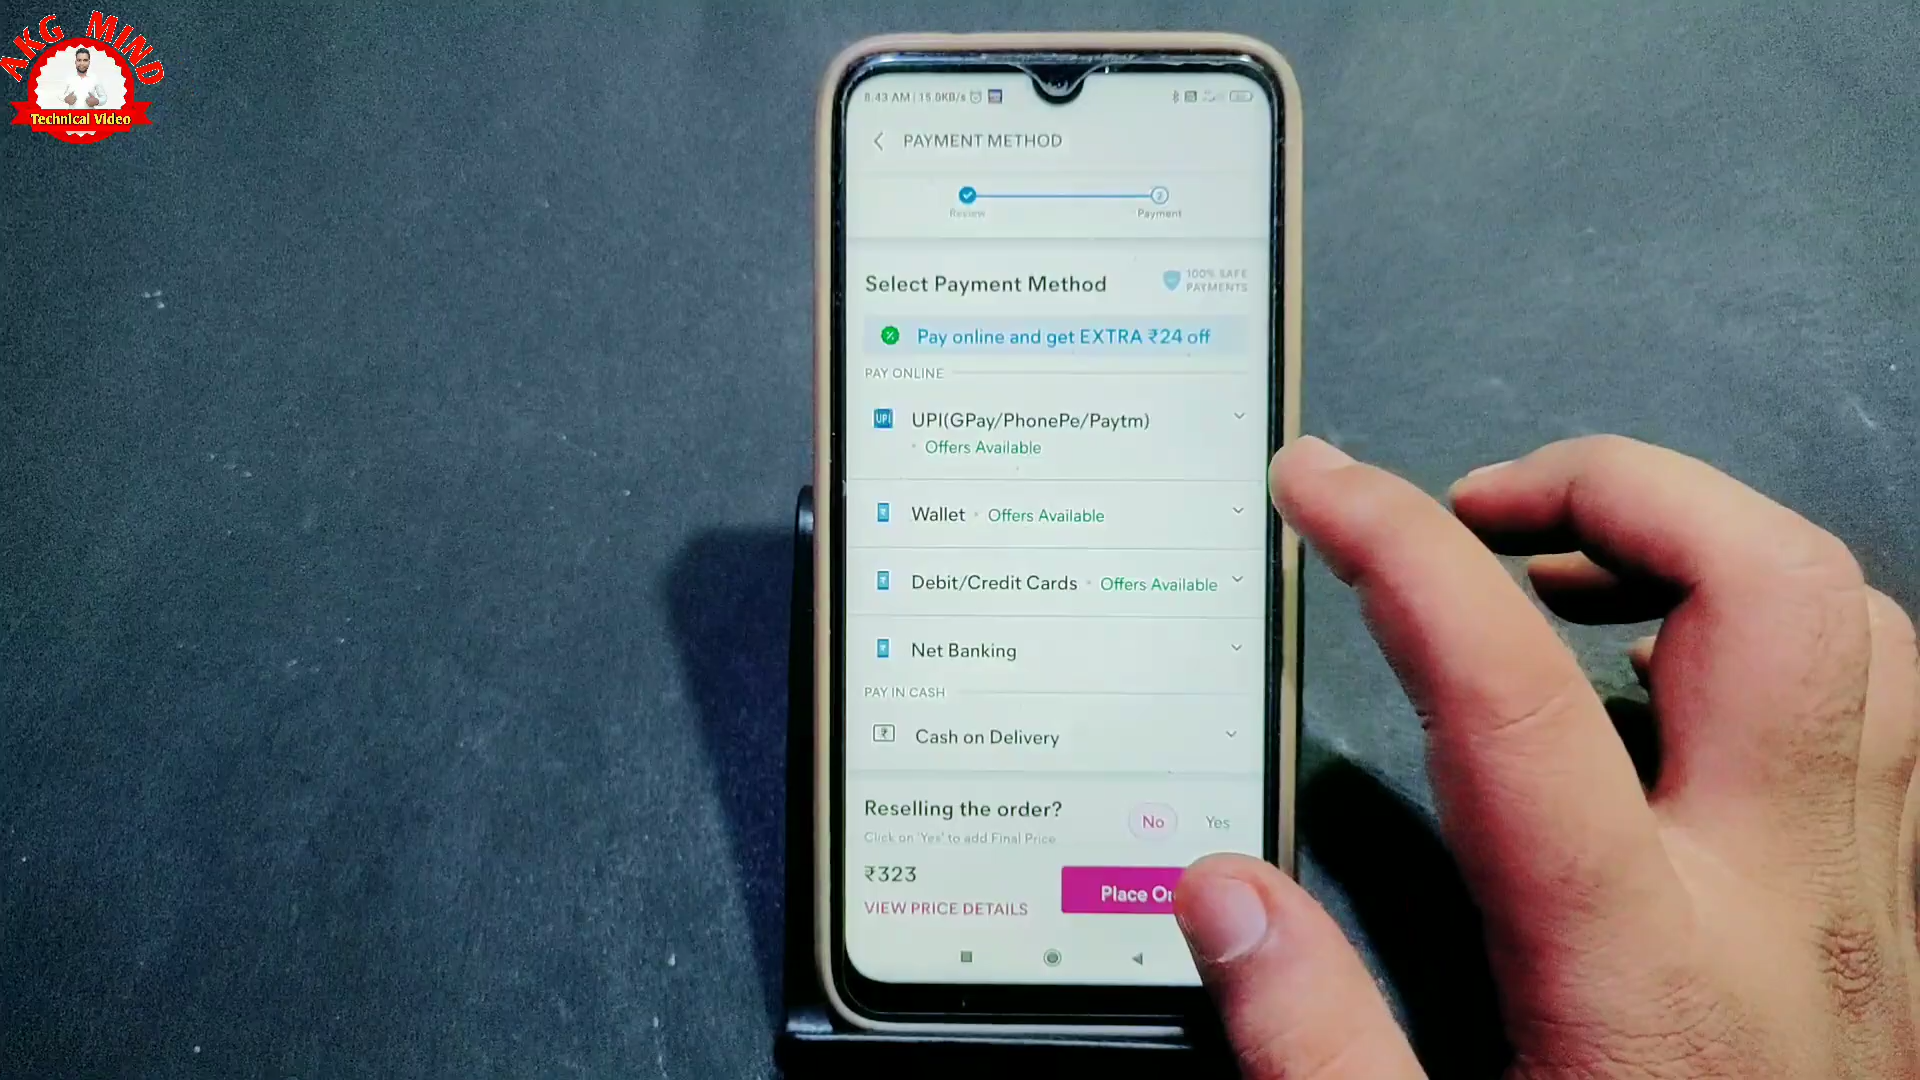 AKG MIND
Technical Video
8:43 AM | 15.0KB/s
PAYMENT METHOD
Review
2
Payment
Select Payment Method
100% SAFE
PAYMENTS
Pay online and get EXTRA ₹24 off
PAY ONLINE
UPI
UPI(GPay/PhonePe/Paytm)
Offers Available
Wallet • Offers Available
Debit/Credit Cards • Offers Available
Net Banking
PAY IN CASH
Cash on Delivery
Reselling the order?
No
Yes
Click on 'Yes' to add Final Price
₹323
Place Or
VIEW PRICE DETAILS